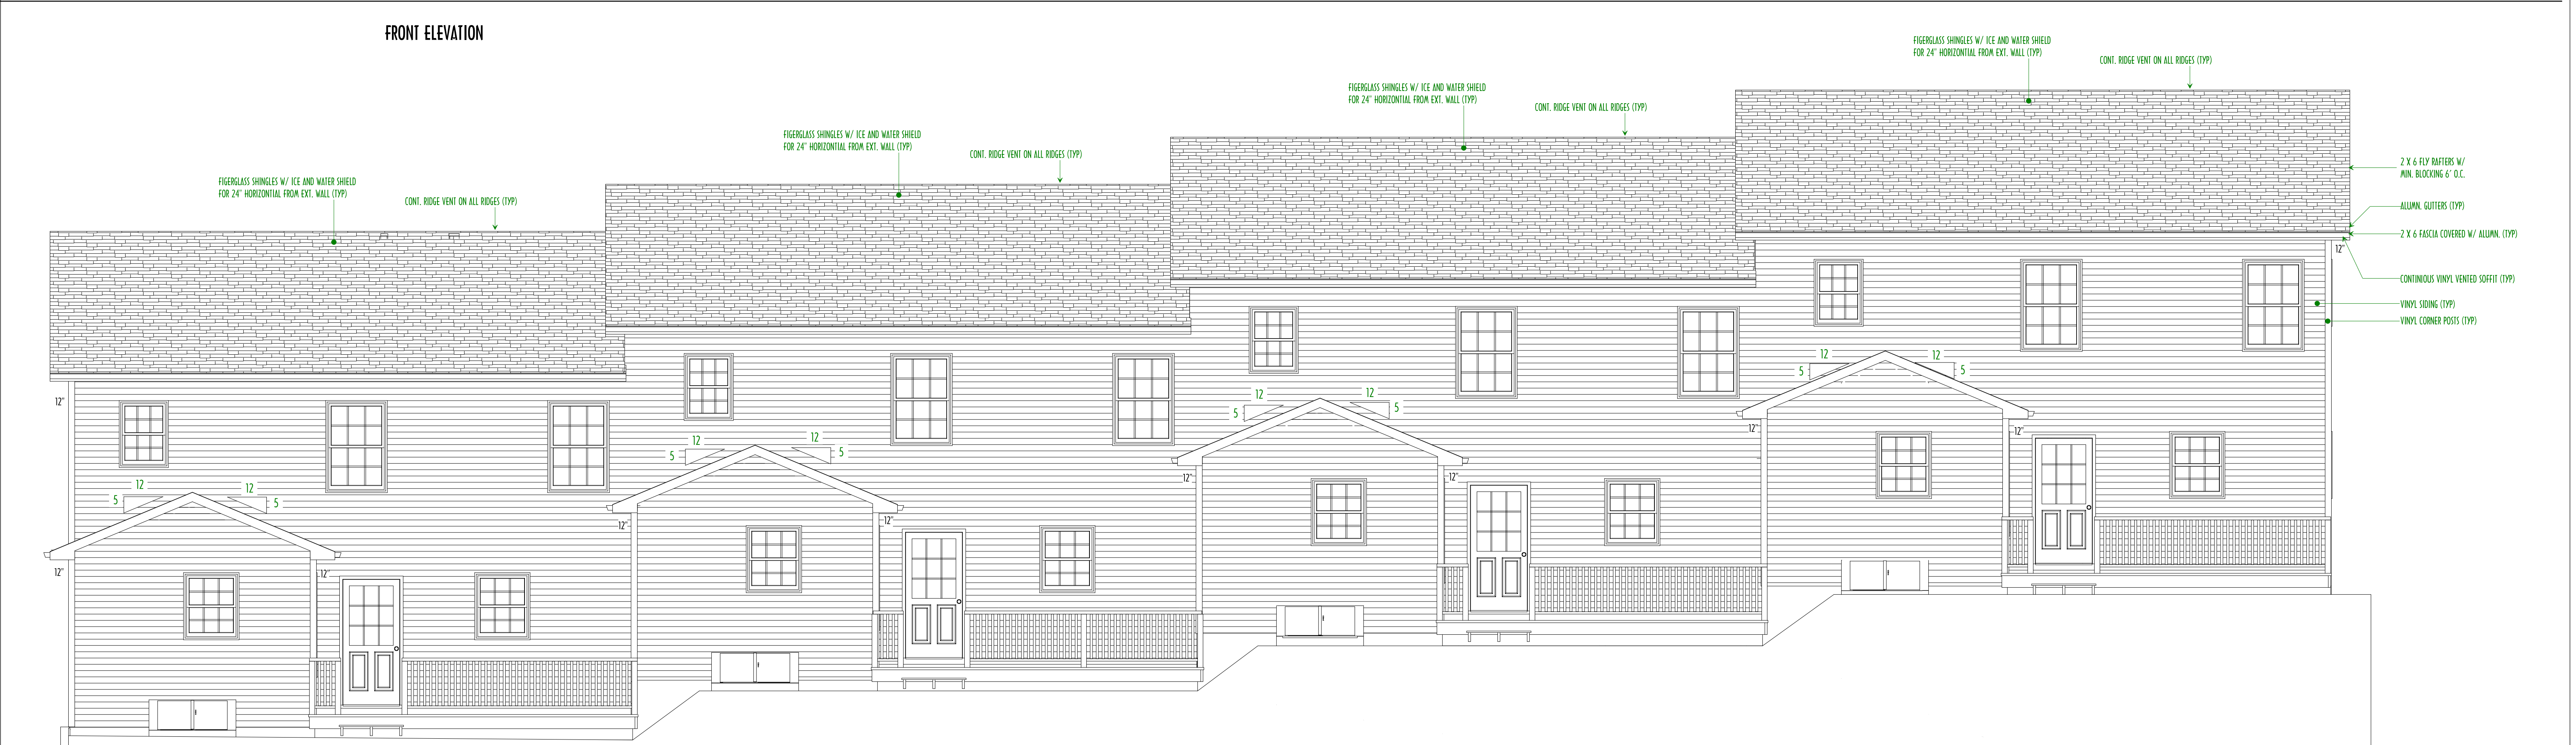 FRONT ELEVATION
FIGERGLASS SHINGLES W/ ICE AND WATER SHIELD
FOR 24" HORIZONTIAL FROM EXT. WALL (TYP)
CONT. RIDGE VENT ON ALL RIDGES (TYP)
FIGERGLASS SHINGLES W/ ICE AND WATER SHIELD
FOR 24" HORIZONTIAL FROM EXT. WALL (TYP)
CONT. RIDGE VENT ON ALL RIDGES (TYP)
FIGERGLASS SHINGLES W/ ICE AND WATER SHIELD
FOR 24" HORIZONTIAL FROM EXT. WALL (TYP)
CONT. RIDGE VENT ON ALL RIDGES (TYP)
FIGERGLASS SHINGLES W/ ICE AND WATER SHIELD
FOR 24" HORIZONTIAL FROM EXT. WALL (TYP)
CONT. RIDGE VENT ON ALL RIDGES (TYP)
2 X 6 FLY RAFTERS W/
MIN. BLOCKING 6' O.C.
ALUMN. GUTTERS (TYP)
2 X 6 FASCIA COVERED W/ ALUMN. (TYP)
12"
CONTINIOUS VINYL VENTED SOFFIT (TYP)
VINYL SIDING (TYP)
VINYL CORNER POSTS (TYP)
12 12
5 5
12" 12"
12 12
5 5
12" 12"
12 12
5 5
12" 12"
12"
12 12
5 5
12" 12"